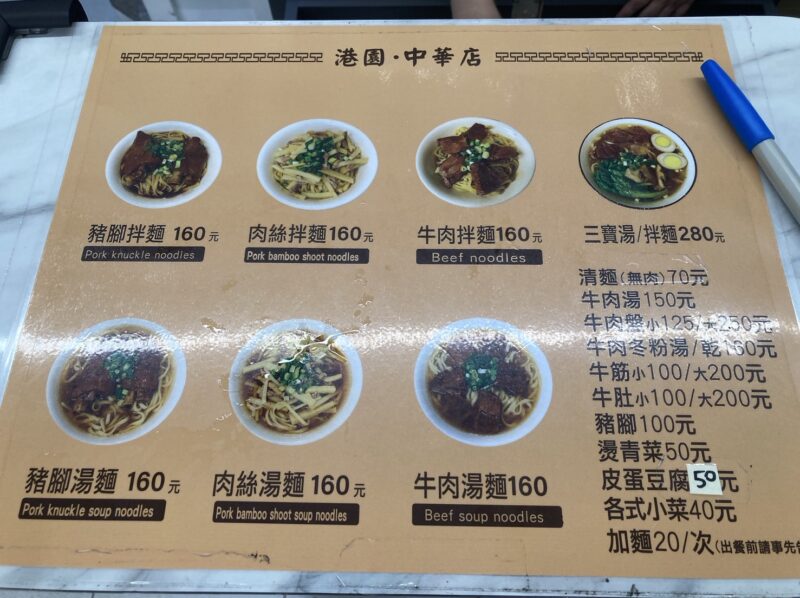 港園·中華店
豬腳拌麵 160元
Pork knuckle noodles
肉絲拌麵160元
Pork bamboo shoot noodles
牛肉拌麵160元
Beef noodles
三寶湯/拌麵280元
豬腳湯麵 160元
Pork knuckle soup noodles
肉絲湯麵 160元
Pork bamboo shoot soup noodles
牛肉湯麵160
Beef soup noodles
清麵(無肉)70元
牛肉湯150元
牛肉盤小125/大250元
牛肉冬粉湯/乾160元
牛筋小100/大200元
牛肚小100/大200元
豬腳100元
燙青菜50元
皮蛋豆腐50元
各式小菜40元
加麵20/次(出餐前請事先